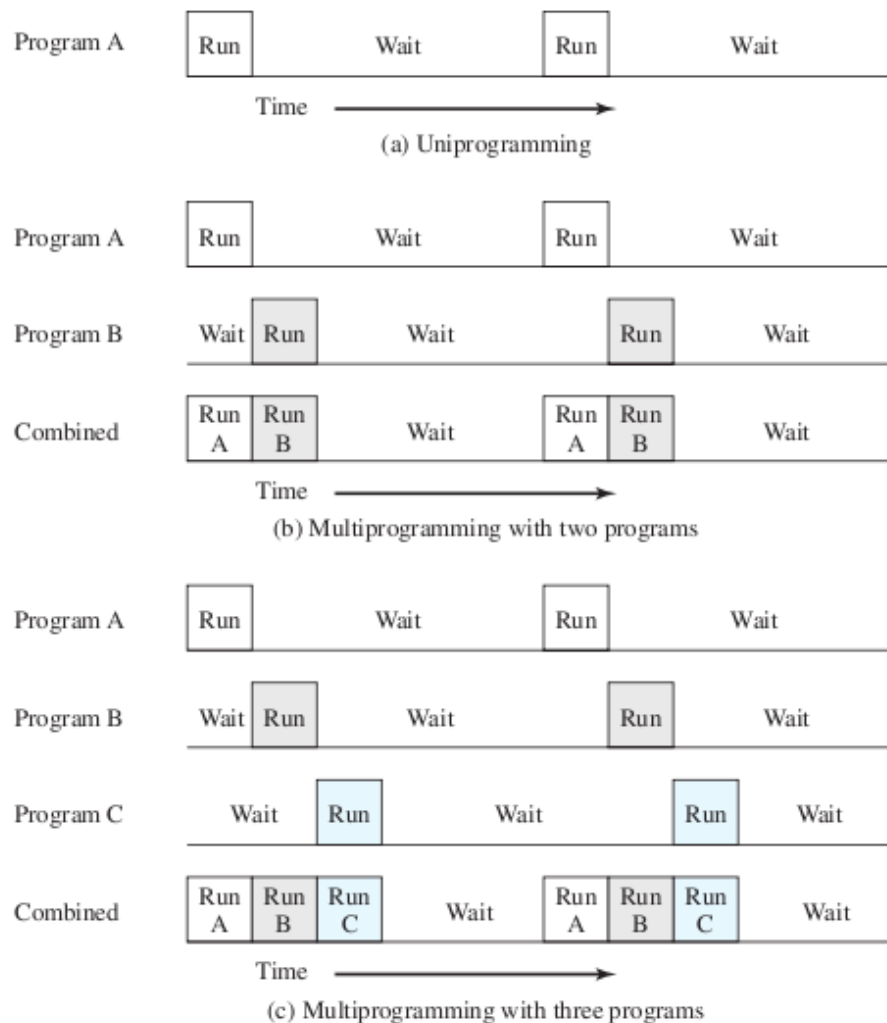 Program A Run Wait Run Wait
Time
(a) Uniprogramming
Program A Run Wait Run Wait
Program B Wait Run Wait Run Wait
Combined Run A Run B Wait Run A Run B Wait
Time
(b) Multiprogramming with two programs
Program A Run Wait Run Wait
Program B Wait Run Wait Run Wait
Program C Wait Run Wait Run Wait
Combined Run A Run B Run C Wait Run A Run B Run C Wait
Time
(c) Multiprogramming with three programs